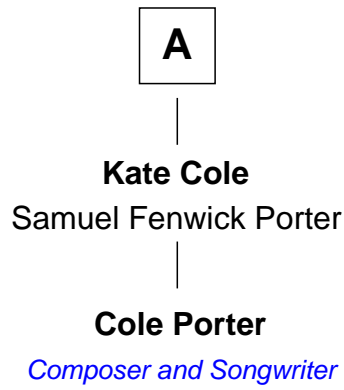 A
Kate Cole
Samuel Fenwick Porter
Cole Porter
Composer and Songwriter